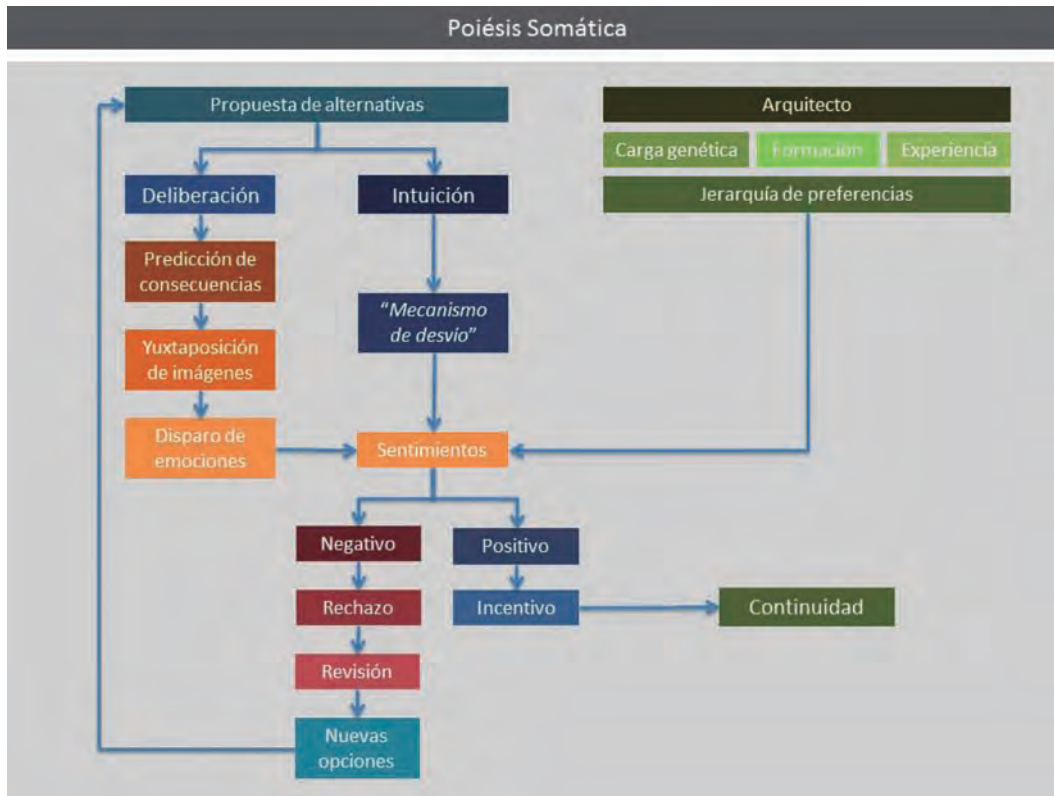 Poiésis Somática
Propuesta de alternativas
Arquitecto
Carga genética
Formación
Experiencia
Jerarquía de preferencias
Deliberación
Intuición
Predicción de
consecuencias
"Mecanismo
de desvío"
Yuxtaposición
de imágenes
Disparo de
emociones
Sentimientos
Negativo
Positivo
Rechazo
Incentivo
Continuidad
Revisión
Nuevas
opciones